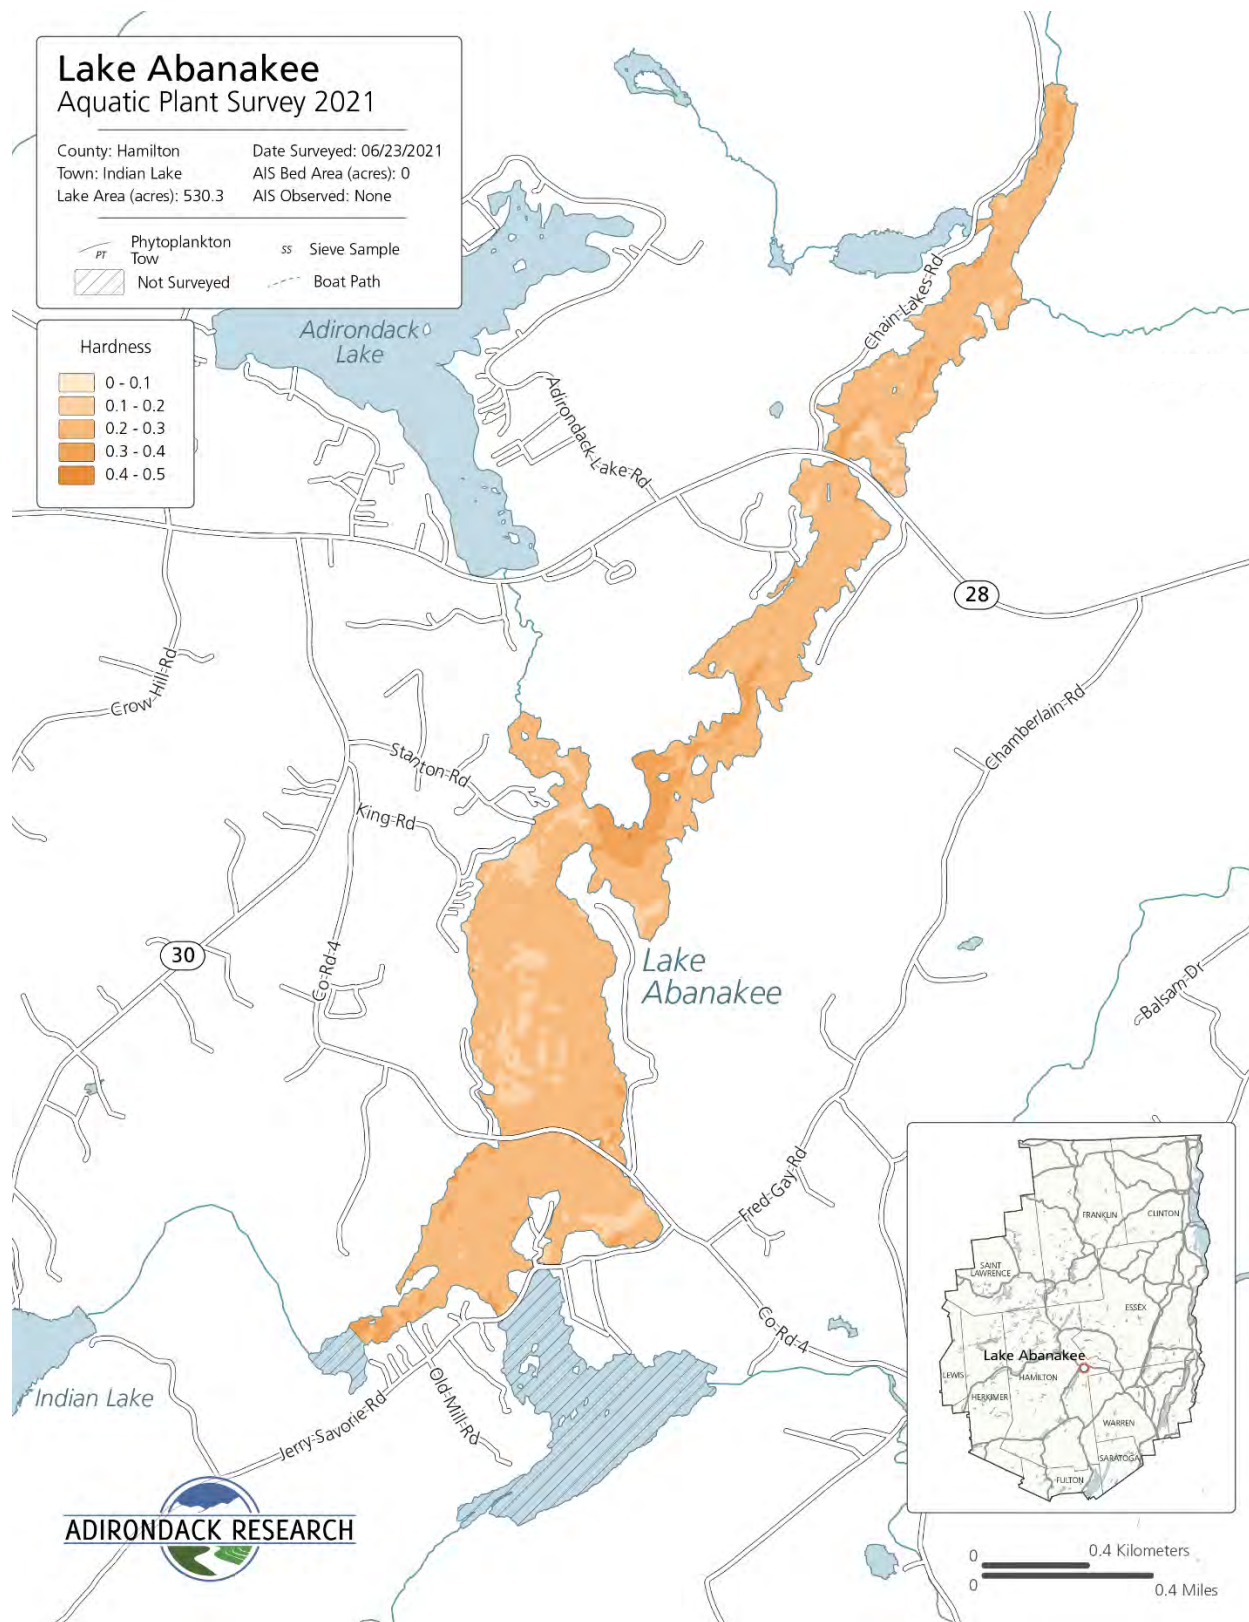 Lake Abanakee
Aquatic Plant Survey 2021
County: Hamilton
Date Surveyed: 06/23/2021
Town: Indian Lake
AIS Bed Area (acres): 0
Lake Area (acres): 530.3
AIS Observed: None
PT
Phytoplankton
Tow
SS
Sieve Sample
Not Surveyed
Boat Path
Hardness
0 - 0.1
0.1 - 0.2
0.2 - 0.3
0.3 - 0.4
0.4 - 0.5
Adirondack
Lake
Chain-Lakes-Rd
Adirondack-Lake-Rd
28
Crow-Hill-Rd
Stanton-Rd
King-Rd
Chamberlain-Rd
30
Co-Rd-4
Lake
Abanakee
Balsam-Dr
Fred-Gay-Rd
Co-Rd-4
Indian Lake
Old-Mill-Rd
Jerry-Savorie-Rd
FRANKLIN
CLINTON
SAINT
LAWRENCE
ESSEX
Lake Abanakee
LEWIS
HAMILTON
HERKIMER
WARREN
SARATOGA
FULTON
ADIRONDACK RESEARCH
0
0.4 Kilometers
0
0.4 Miles